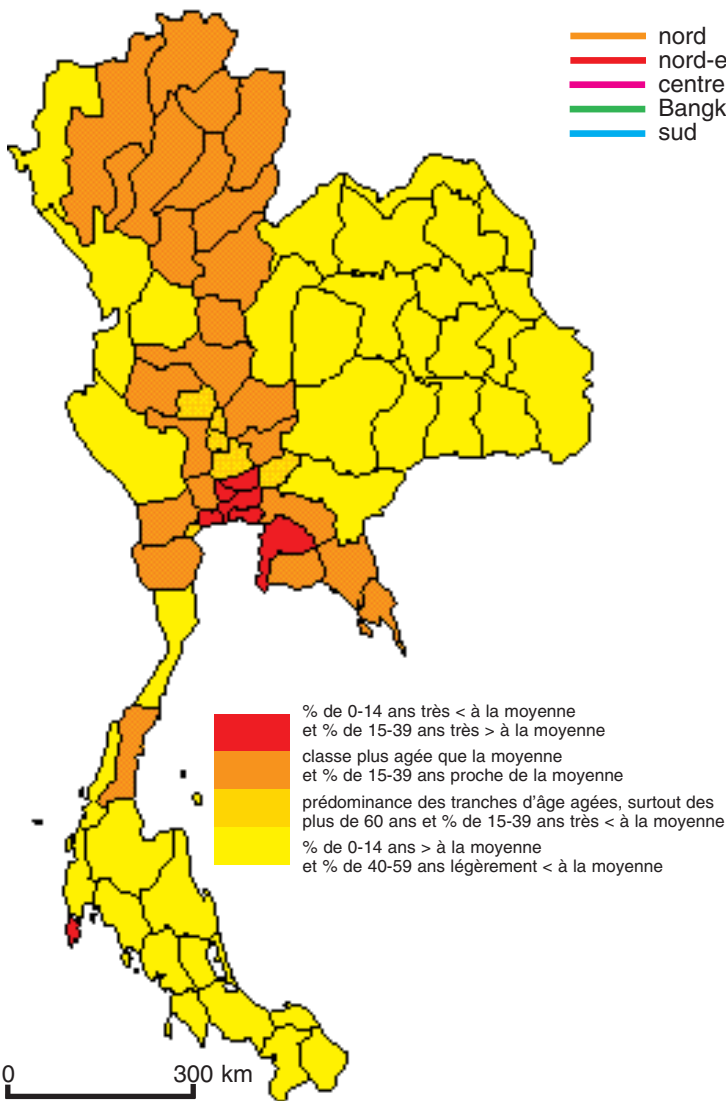 nord
nord-e
centre
Bangk
sud
% de 0-14 ans très < à la moyenne
et % de 15-39 ans très > à la moyenne
classe plus agée que la moyenne
et % de 15-39 ans proche de la moyenne
prédominance des tranches d'âge agées, surtout des
plus de 60 ans et % de 15-39 ans très < à la moyenne
% de 0-14 ans > à la moyenne
et % de 40-59 ans légèrement < à la moyenne
0 300 km